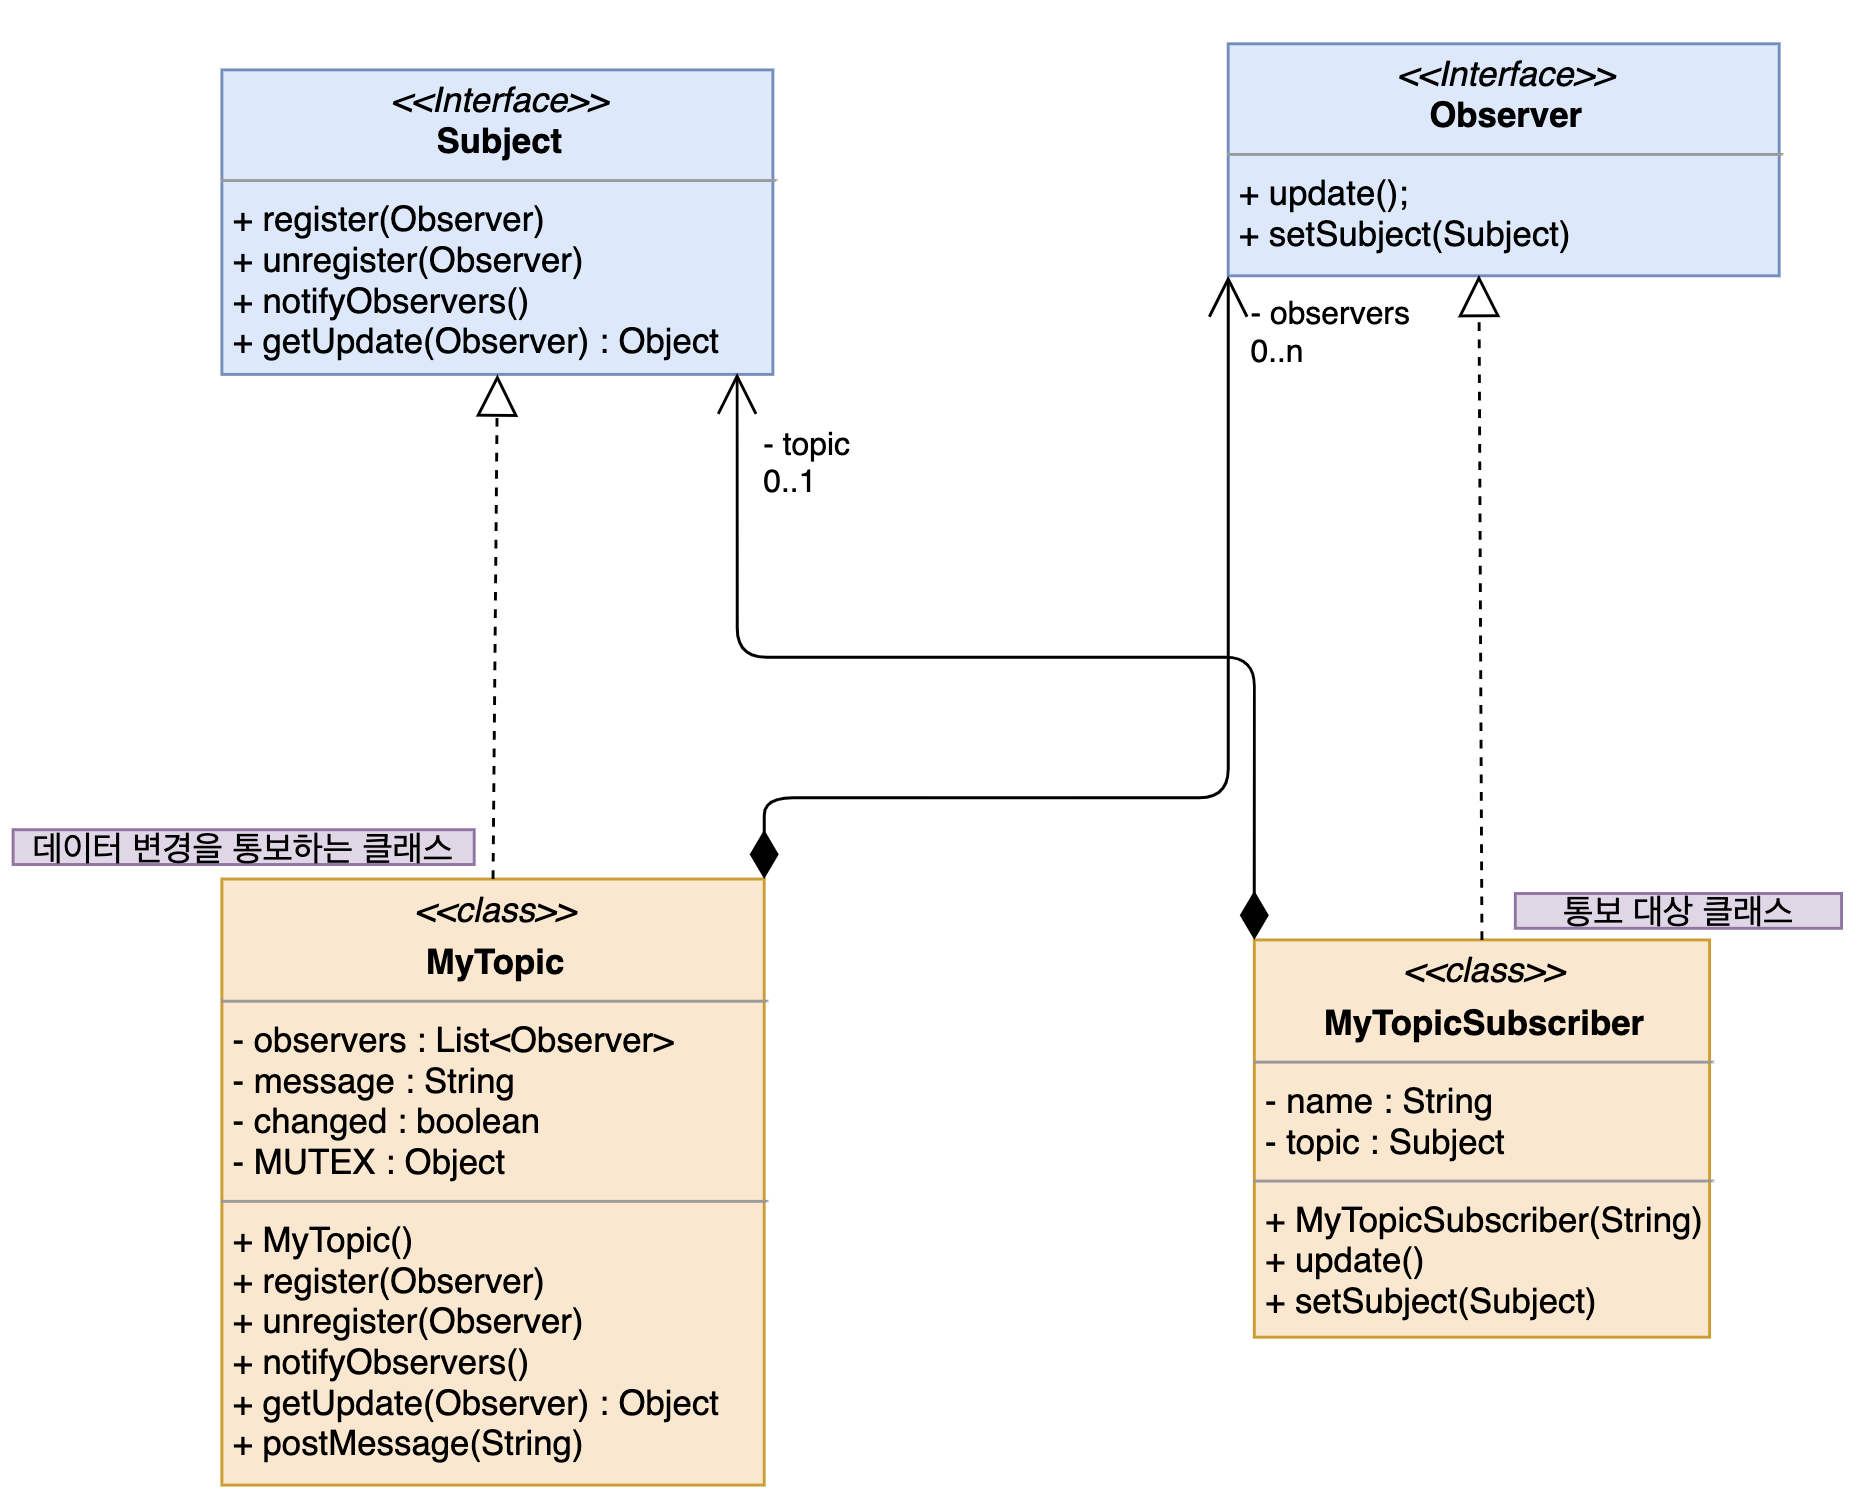 <<Interface>>
Subject
+ register(Observer)
+ unregister(Observer)
+ notifyObservers()
+ getUpdate(Observer) : Object
<<Interface>>
Observer
+ update();
+ setSubject(Subject)
- observers
0..n
- topic
0..1
데이터 변경을 통보하는 클래스
<<class>>
MyTopic
- observers : List<Observer>
- message : String
- changed : boolean
- MUTEX : Object
+ MyTopic()
+ register(Observer)
+ unregister(Observer)
+ notifyObservers()
+ getUpdate(Observer) : Object
+ postMessage(String)
통보 대상 클래스
<<class>>
MyTopicSubscriber
- name : String
- topic : Subject
+ MyTopicSubscriber(String)
+ update()
+ setSubject(Subject)